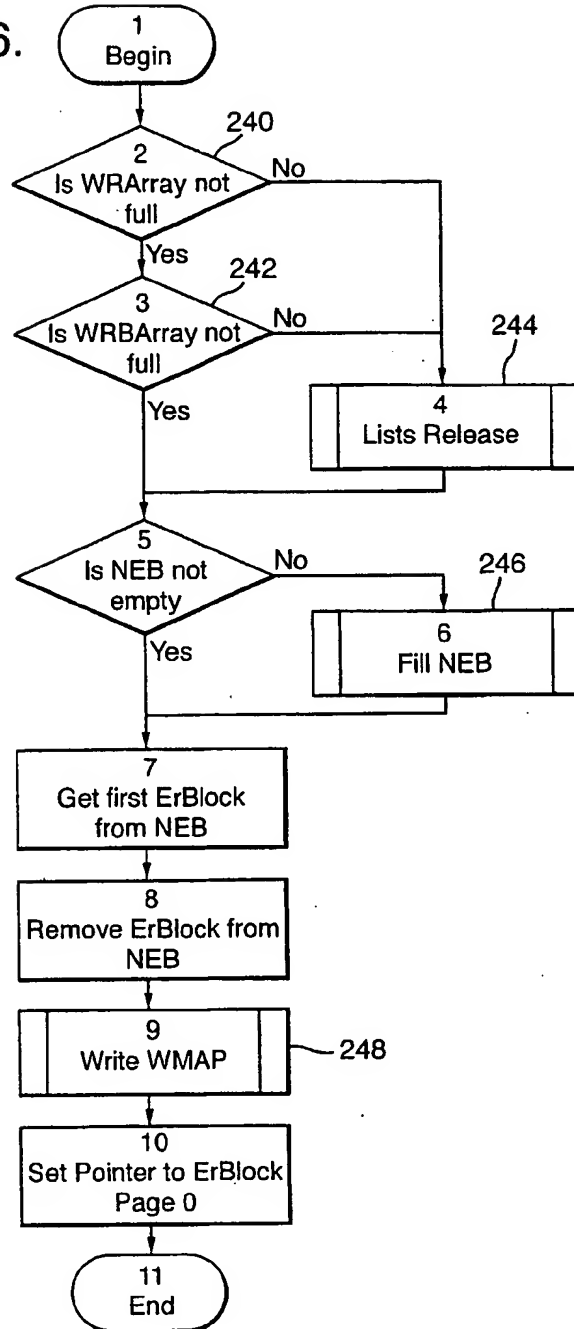 6.
1
Begin
240
2
Is WRArray not
full
No
Yes
242
3
Is WRBArray not
full
No
Yes
244
4
Lists Release
5
Is NEB not
empty
No
Yes
246
6
Fill NEB
7
Get first ErBlock
from NEB
8
Remove ErBlock from
NEB
9
Write WMAP
248
10
Set Pointer to ErBlock
Page 0
11
End